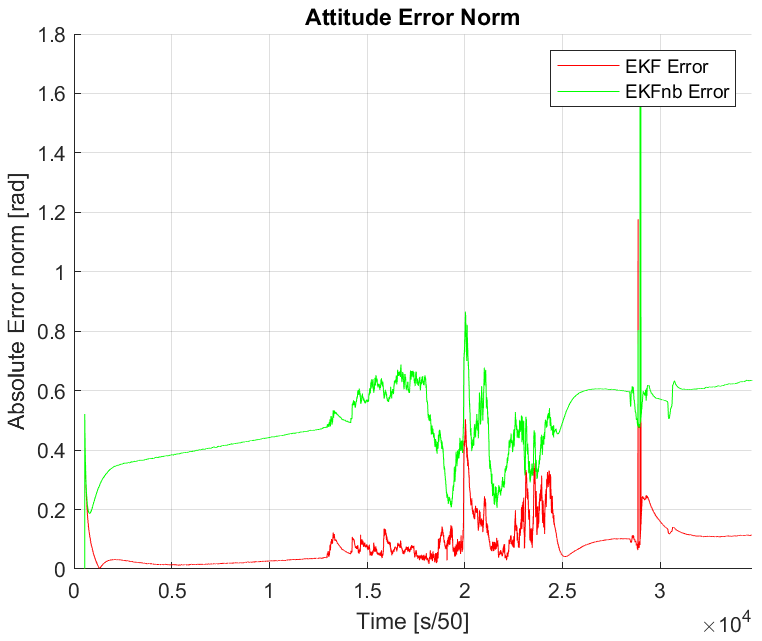 Attitude Error Norm
1.8
1.6
1.4
1.2
1
0.8
0.6
0.4
0.2
0
Absolute Error norm [rad]
EKF Error
EKFnb Error
0 0.5 1 1.5 2 2.5 3
Time [s/50]
×10^4